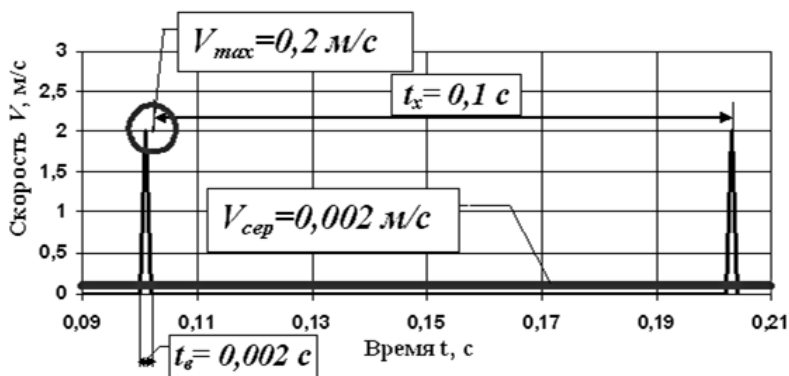 3
V_max=0,2 м/с
2,5
t_x= 0,1 с
2
1,5
1
V_сер=0,002 м/с
0,5
0
Скорость V, м/с
0,09 0,11 0,13 0,15 0,17 0,19 0,21
t_в= 0,002 с
Время t, с